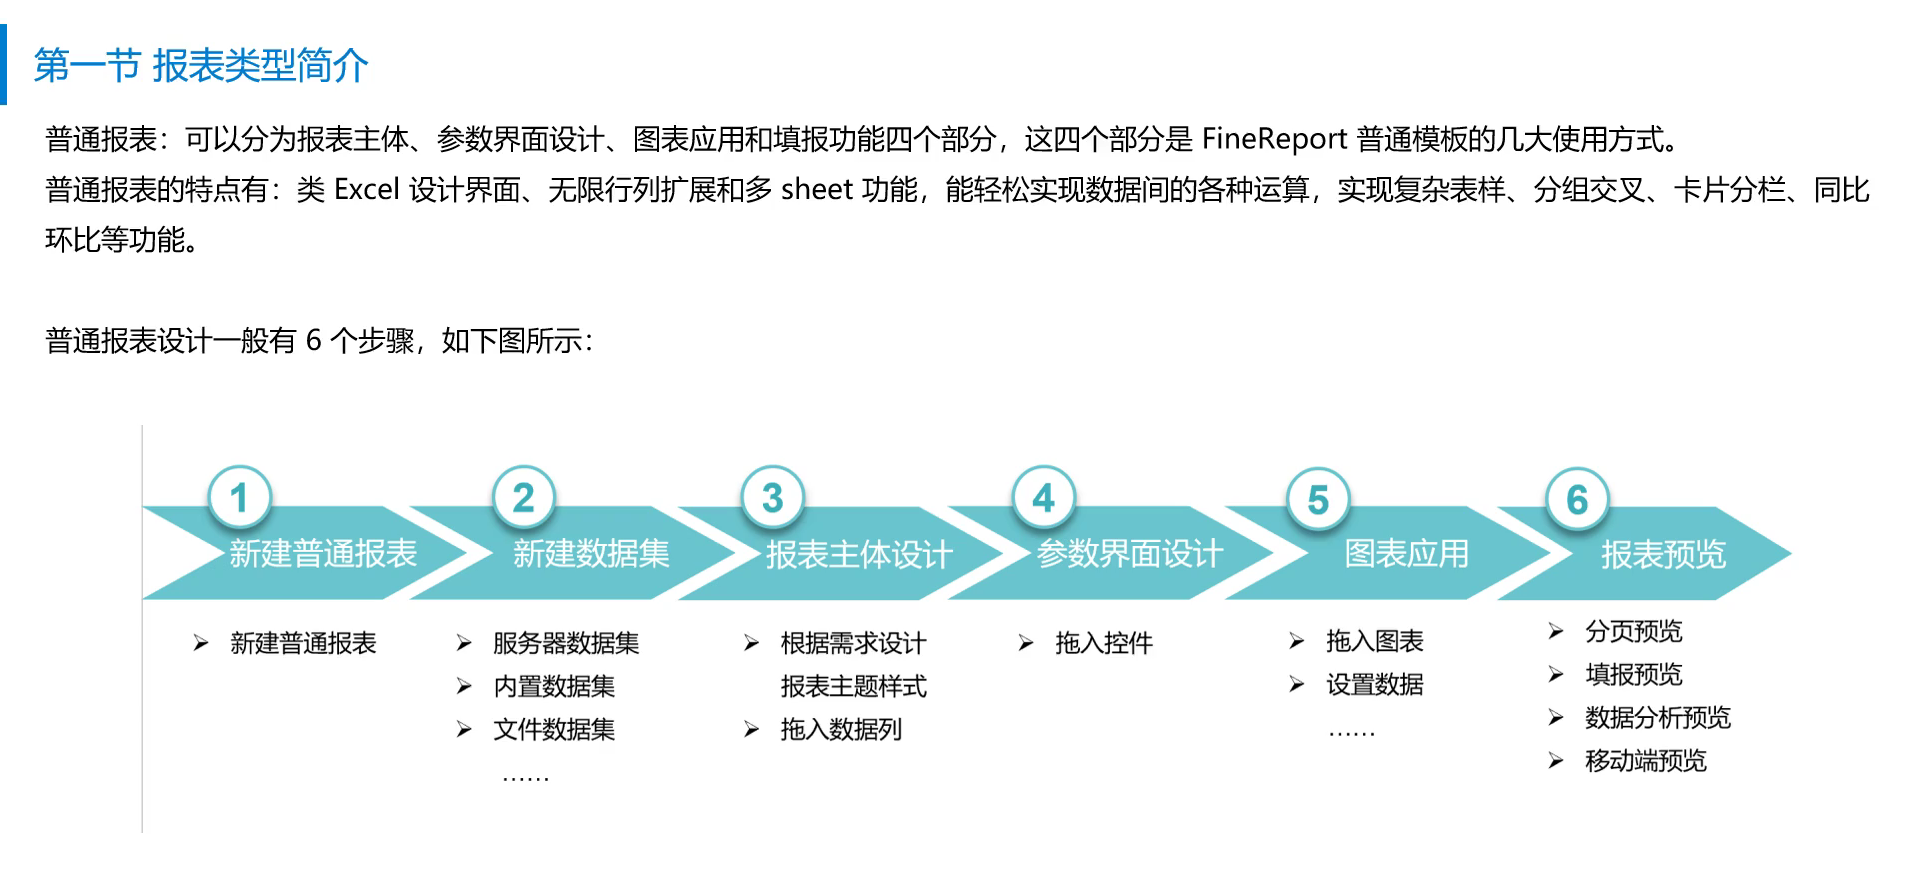 第一节 报表类型简介
普通报表：可以分为报表主体、参数界面设计、图表应用和填报功能四个部分，这四个部分是 FineReport 普通模板的几大使用方式。
普通报表的特点有：类 Excel 设计界面、无限行列扩展和多 sheet 功能，能轻松实现数据间的各种运算，实现复杂表样、分组交叉、卡片分栏、同比
环比等功能。
普通报表设计一般有 6 个步骤，如下图所示：
1
新建普通报表
➢ 新建普通报表
2
新建数据集
➢ 服务器数据集
➢ 内置数据集
➢ 文件数据集
……
3
报表主体设计
➢ 根据需求设计
报表主题样式
➢ 拖入数据列
4
参数界面设计
➢ 拖入控件
5
图表应用
➢ 拖入图表
➢ 设置数据
……
6
报表预览
➢ 分页预览
➢ 填报预览
➢ 数据分析预览
➢ 移动端预览